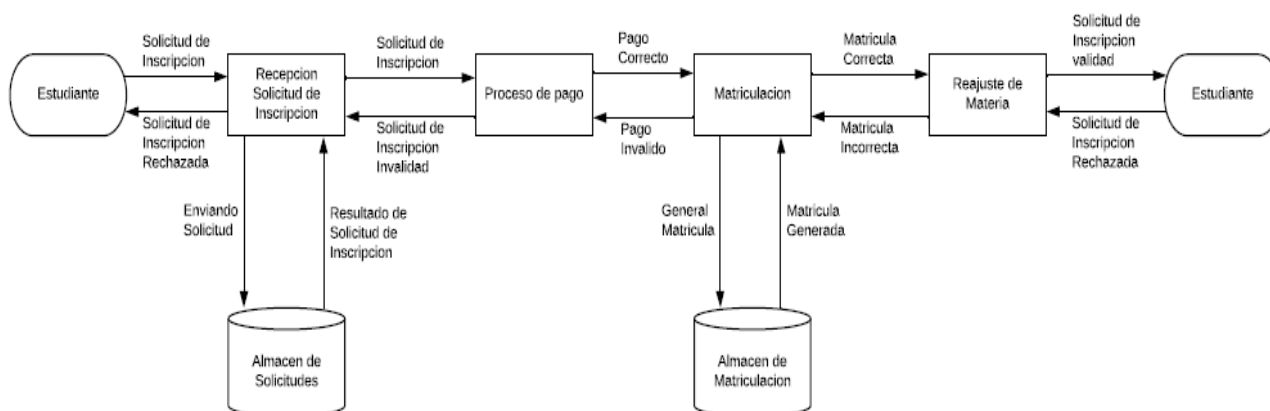 Solicitud de
Inscripcion
Estudiante
Solicitud de
Inscripcion
Rechazada
Recepcion
Solicitud de
Inscripcion
Solicitud de
Inscripcion
Solicitud de
Inscripcion
Invalidad
Proceso de pago
Pago
Correcto
Pago
Invalido
Matriculacion
Matricula
Correcta
Matricula
Incorrecta
Reajuste de
Materia
Solicitud de
Inscripcion
validad
Solicitud de
Inscripcion
Rechazada
Estudiante
Enviando
Solicitud
Resultado de
Solicitud de
Inscripcion
General
Matricula
Matricula
Generada
Almacen de
Solicitudes
Almacen de
Matriculacion